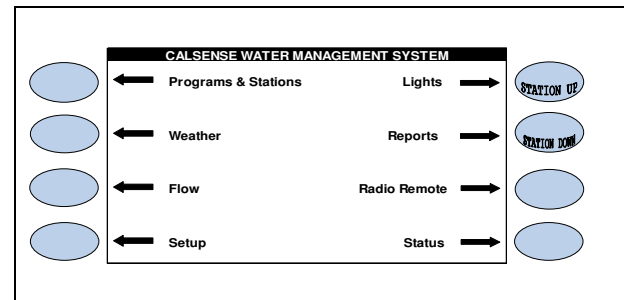 CALSENSE WATER MANAGEMENT SYSTEM
Programs & Stations Lights STATION UP
Weather Reports STATION DOWN
Flow Radio Remote
Setup Status